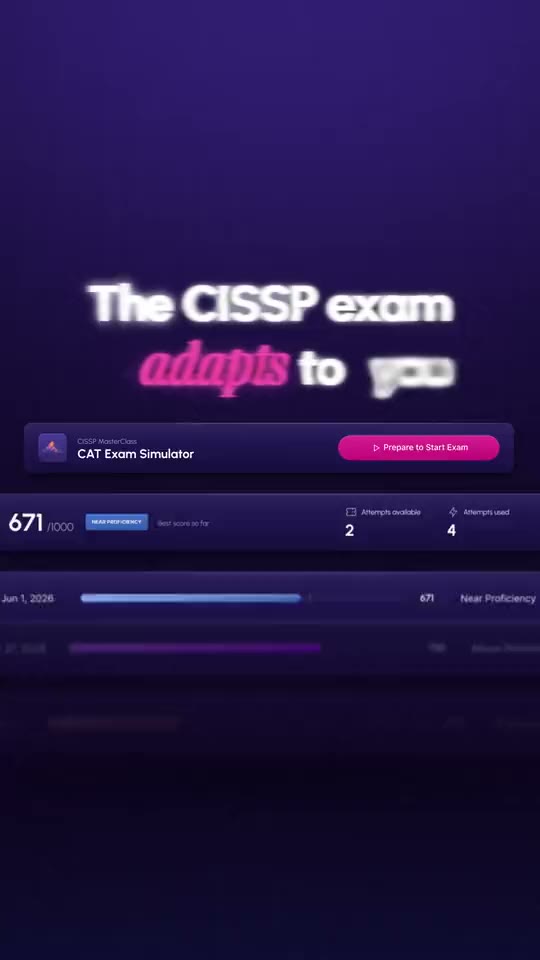 The CISSP exam
adapts to you
CISSP MasterClass
CAT Exam Simulator
Prepare to Start Exam
671 /1000
NEAR PROFICIENCY
Best score so far
Attempts available
2
Attempts used
4
Jun 1, 2026
671
Near Proficiency